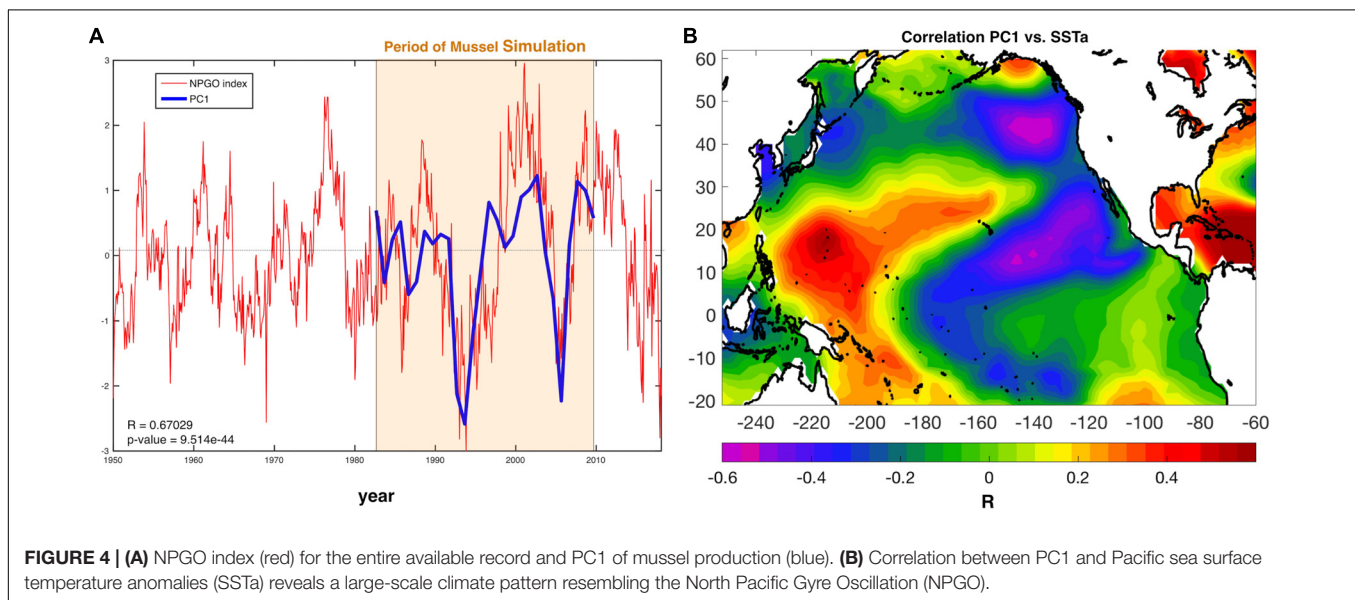 A
Period of Mussel Simulation
NPGO index
PC1
3
2
1
0
-1
-2
-3
R = 0.67029
p-value = 9.514e-44
1950 1960 1970 1980 1990 2000 2010
year
B
Correlation PC1 vs. SSTa
60
50
40
30
20
10
0
-10
-20
-240 -220 -200 -180 -160 -140 -120 -100 -80 -60
-0.6 -0.4 -0.2 0 0.2 0.4
R
FIGURE 4 | (A) NPGO index (red) for the entire available record and PC1 of mussel production (blue). (B) Correlation between PC1 and Pacific sea surface
temperature anomalies (SSTa) reveals a large-scale climate pattern resembling the North Pacific Gyre Oscillation (NPGO).